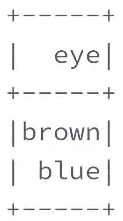 +-----+
|  eye|
+-----+
|brown|
| blue|
+-----+